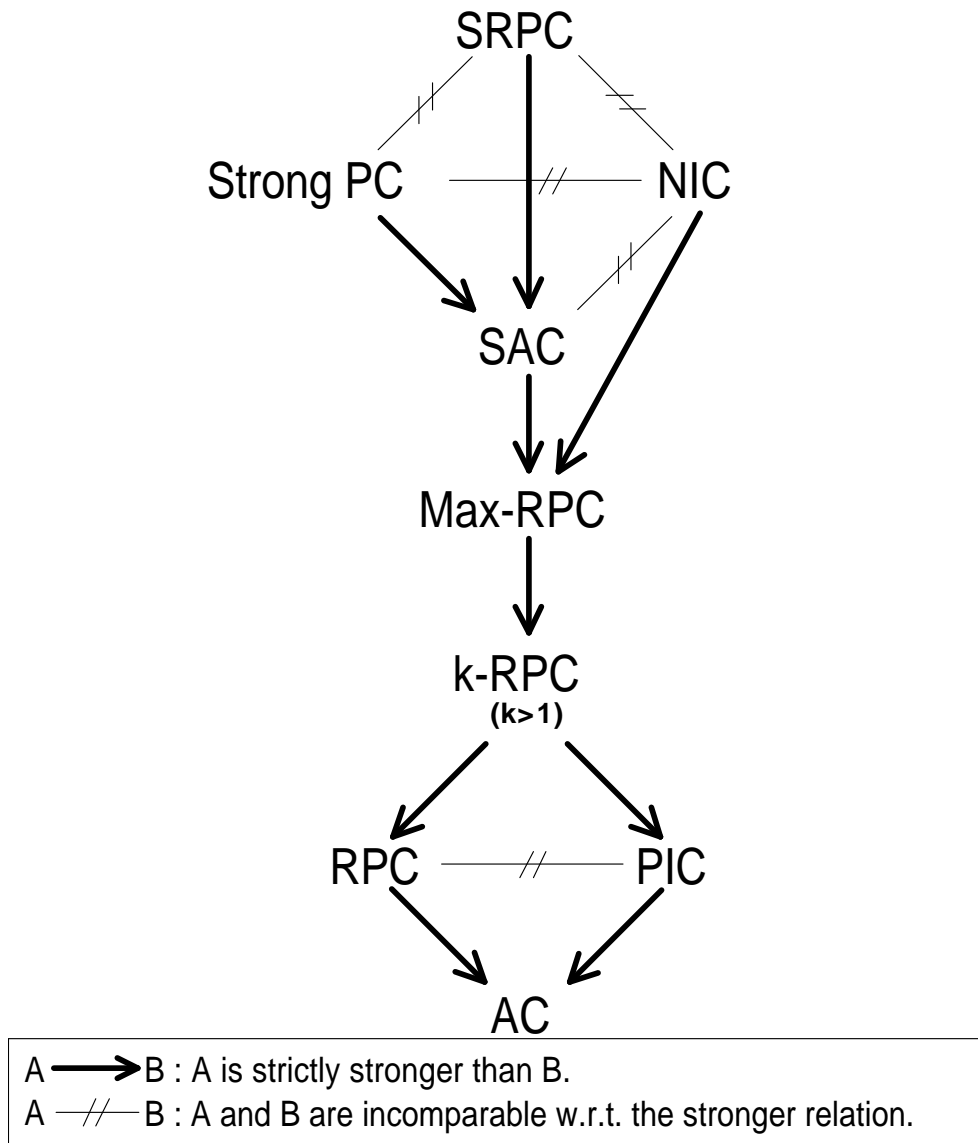 SRPC
Strong PC
NIC
SAC
Max-RPC
k-RPC
(k>1)
RPC
PIC
AC
A B : A is strictly stronger than B.
A B : A and B are incomparable w.r.t. the stronger relation.